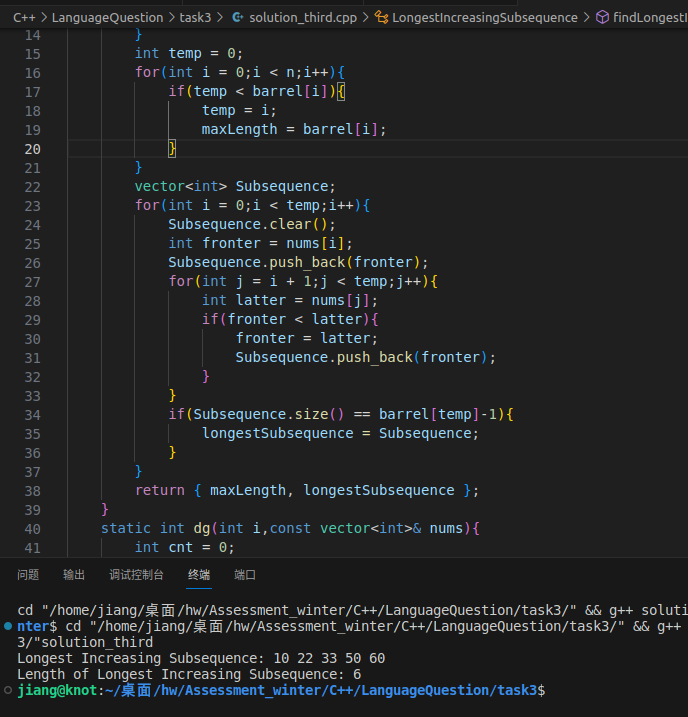 C++ > LanguageQuestion > task3 > solution_third.cpp > LongestIncreasingSubsequence > findLongestI
14 }
15 int temp = 0;
16 for(int i = 0;i < n;i++){
17 if(temp < barrel[i]){
18 temp = i;
19 maxLength = barrel[i];
20 }
21 }
22 vector<int> Subsequence;
23 for(int i = 0;i < temp;i++){
24 Subsequence.clear();
25 int fronter = nums[i];
26 Subsequence.push_back(fronter);
27 for(int j = i + 1;j < temp;j++){
28 int latter = nums[j];
29 if(fronter < latter){
30 fronter = latter;
31 Subsequence.push_back(fronter);
32 }
33 }
34 if(Subsequence.size() == barrel[temp]-1){
35 longestSubsequence = Subsequence;
36 }
37 }
38 return { maxLength, longestSubsequence };
39 }
40 static int dg(int i,const vector<int>& nums){
41 int cnt = 0;
问题 输出 调试控制台 终端 端口
cd "/home/jiang/桌面/hw/Assessment_winter/C++/LanguageQuestion/task3/" && g++ soluti
nter$ cd "/home/jiang/桌面/hw/Assessment_winter/C++/LanguageQuestion/task3/" && g++
3/"solution_third
Longest Increasing Subsequence: 10 22 33 50 60
Length of Longest Increasing Subsequence: 6
jiang@knot:~/桌面/hw/Assessment_winter/C++/LanguageQuestion/task3$